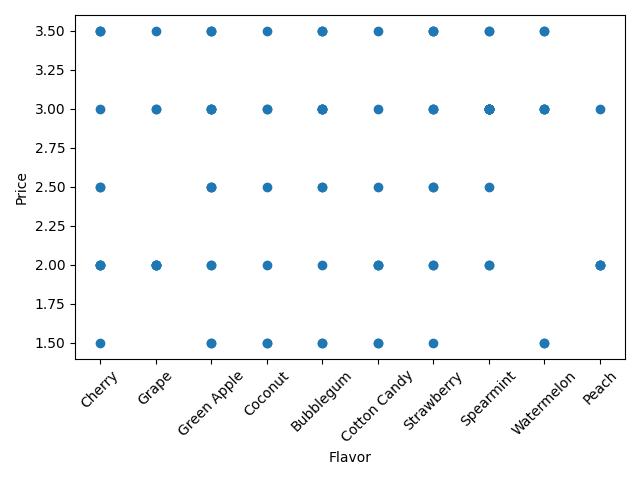 3.50
3.25
3.00
2.75
2.50
2.25
2.00
1.75
1.50
Price
Cherry
Grape
Green Apple
Coconut
Bubblegum
Cotton Candy
Strawberry
Spearmint
Watermelon
Peach
Flavor